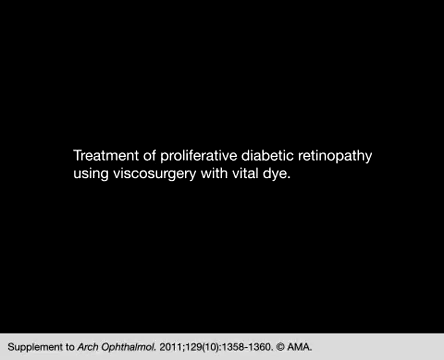 Treatment of proliferative diabetic retinopathy
using viscosurgery with vital dye.
Supplement to Arch Ophthalmol. 2011;129(10):1358-1360. © AMA.